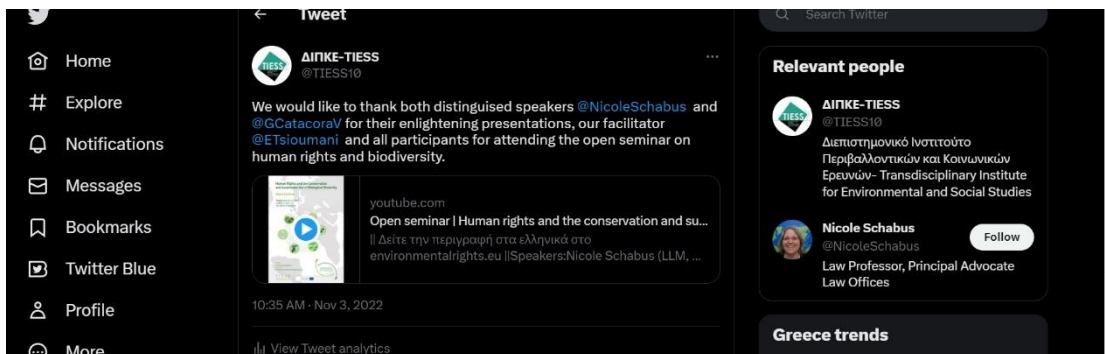 Tweet
Home
Explore
Notifications
Messages
Bookmarks
Twitter Blue
Profile
More
ΔΙΠΚΕ-TIESS
@TIESS10
We would like to thank both distinguised speakers @NicoleSchabus and
@GCatacoraV for their enlightening presentations, our facilitator
@ETsioumani and all participants for attending the open seminar on
human rights and biodiversity.
youtube.com
Open seminar | Human rights and the conservation and su...
|| Δείτε την περιγραφή στα ελληνικά στο
environmentalrights.eu ||Speakers:Nicole Schabus (LLM, ...
10:35 AM · Nov 3, 2022
View Tweet analytics
Search Twitter
Relevant people
TIESS
ΔΙΠΚΕ-TIESS
@TIESS10
Διεπιστημονικό Ινστιτούτο
Περιβαλλοντικών και Κοινωνικών
Ερευνών- Transdisciplinary Institute
for Environmental and Social Studies
Nicole Schabus
@NicoleSchabus
Follow
Law Professor, Principal Advocate
Law Offices
Greece trends